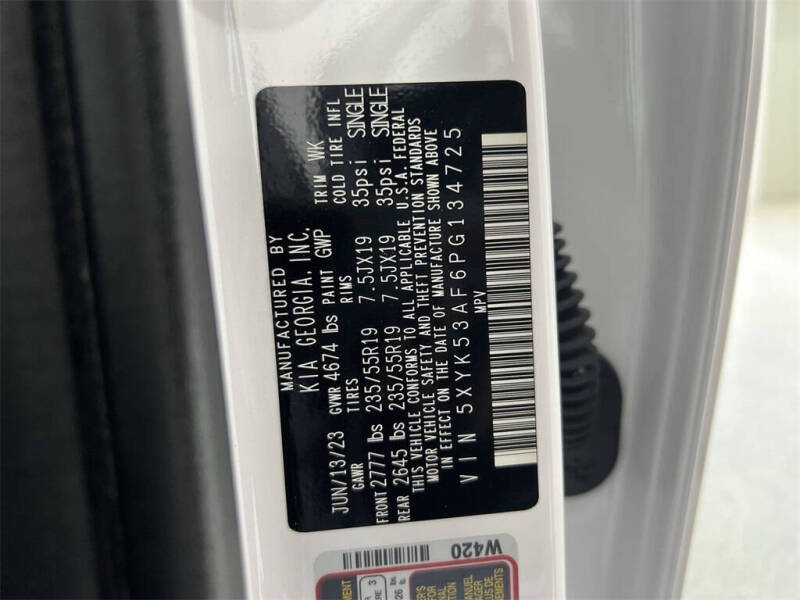 MANUFACTURED BY
KIA GEORGIA, INC.
JUN/13/23 GVWR 4674 lbs PAINT GWP TRIM WK
GAWR TIRES RIMS COLD TIRE INFL
FRONT 2777 lbs 235/55R19 7.5JX19 35psi SINGLE
REAR 2645 lbs 235/55R19 7.5JX19 35psi SINGLE
THIS VEHICLE CONFORMS TO ALL APPLICABLE U.S.A. FEDERAL
MOTOR VEHICLE SAFETY AND THEFT PREVENTION STANDARDS
IN EFFECT ON THE DATE OF MANUFACTURE SHOWN ABOVE
VIN 5XYK53AF6PG134725
MPV
W420
MANUEL